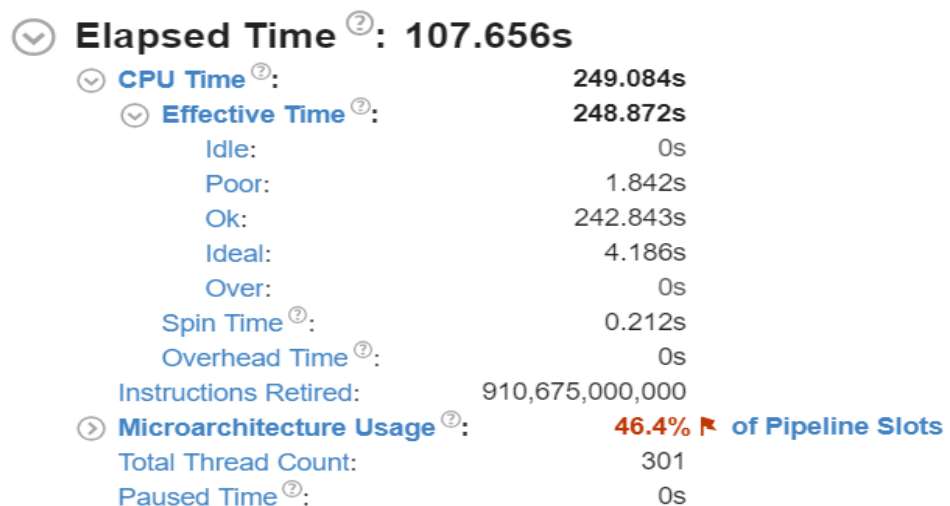 Elapsed Time ?: 107.656s
CPU Time ?: 249.084s
Effective Time ?: 248.872s
Idle: 0s
Poor: 1.842s
Ok: 242.843s
Ideal: 4.186s
Over: 0s
Spin Time ?: 0.212s
Overhead Time ?: 0s
Instructions Retired: 910,675,000,000
Microarchitecture Usage ?: 46.4% of Pipeline Slots
Total Thread Count: 301
Paused Time ?: 0s